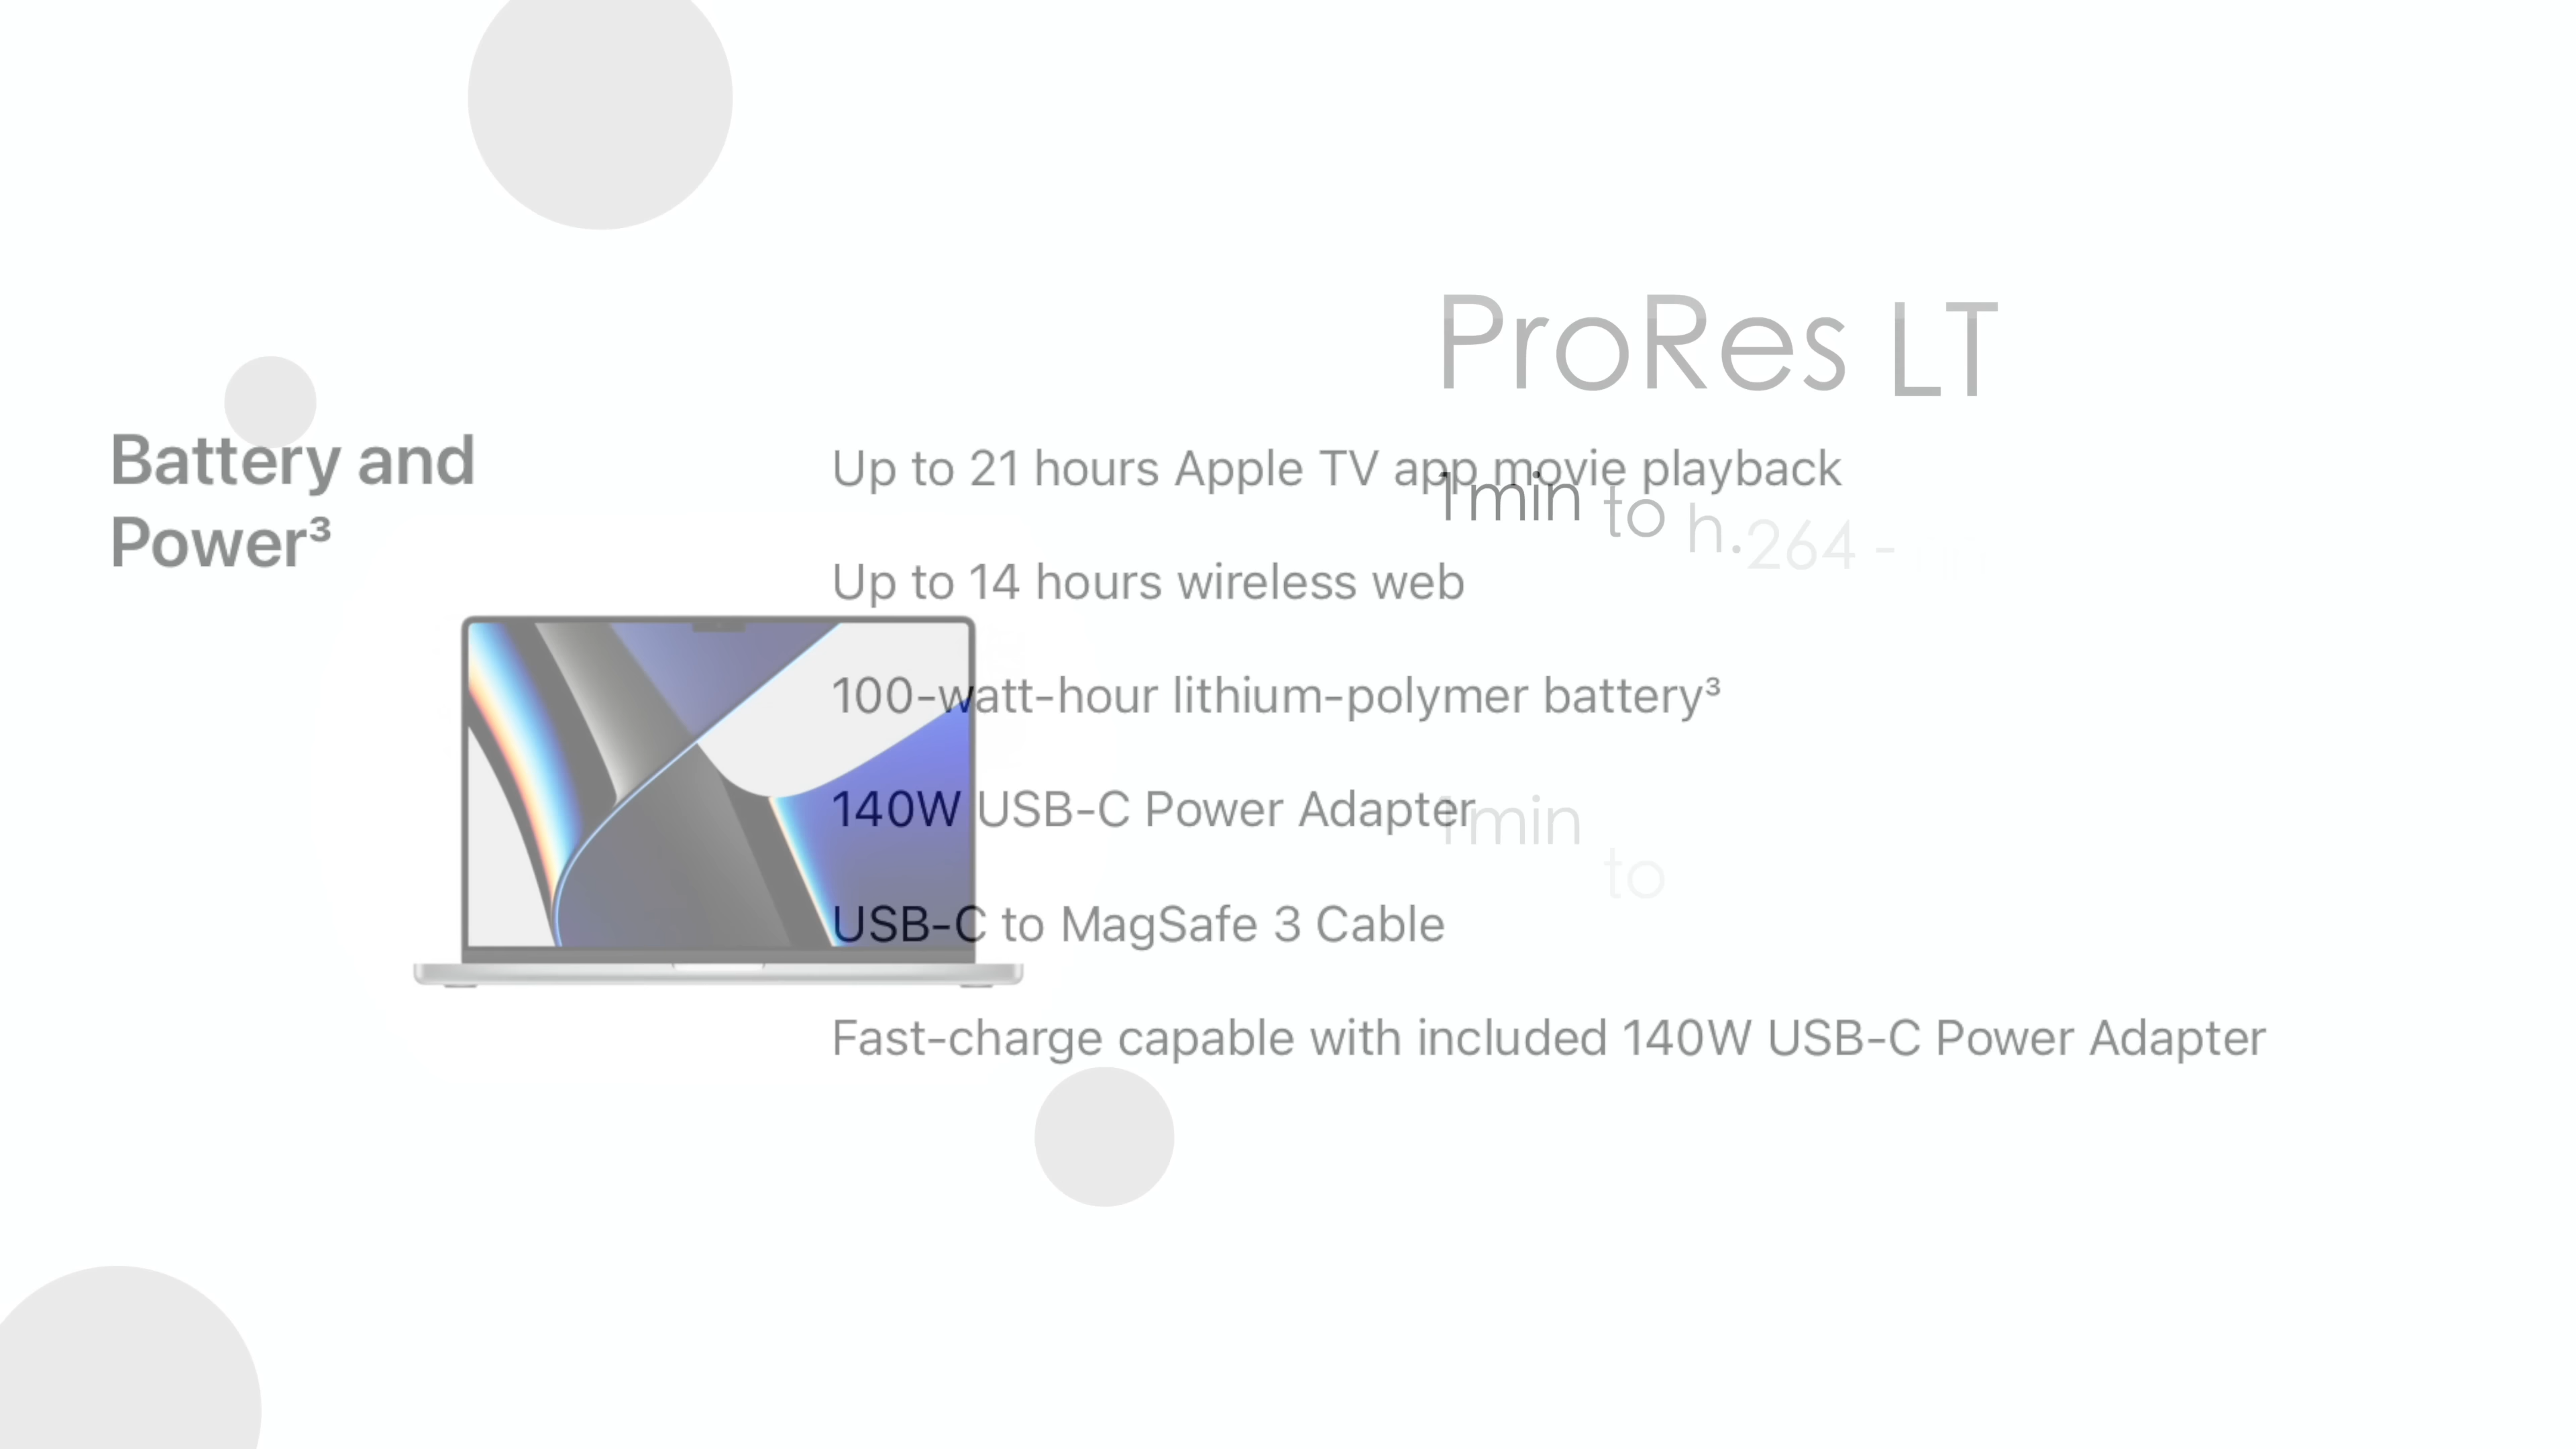 ProRes LT
Battery and
Power³
Up to 21 hours Apple TV app movie playback
1min to h.264 -
Up to 14 hours wireless web
100-watt-hour lithium-polymer battery³
140W USB-C Power Adapter
1min
to
USB-C to MagSafe 3 Cable
Fast-charge capable with included 140W USB-C Power Adapter